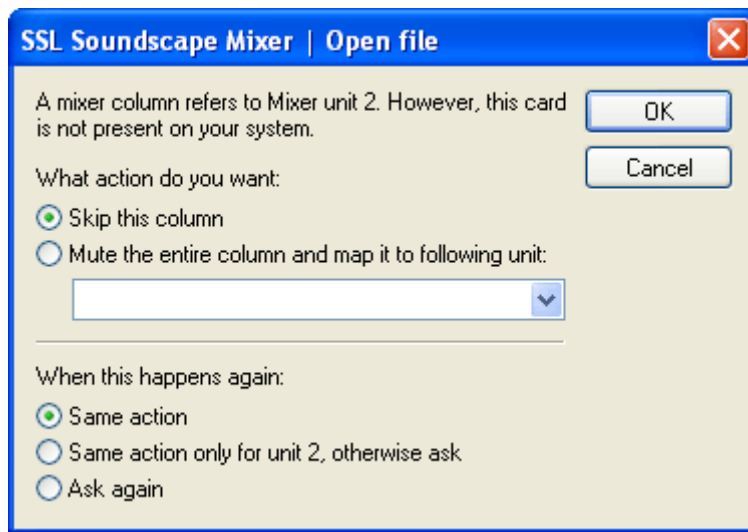 SSL Soundscape Mixer | Open file
A mixer column refers to Mixer unit 2. However, this card
is not present on your system.
OK
Cancel
What action do you want:
Skip this column
Mute the entire column and map it to following unit:
When this happens again:
Same action
Same action only for unit 2, otherwise ask
Ask again